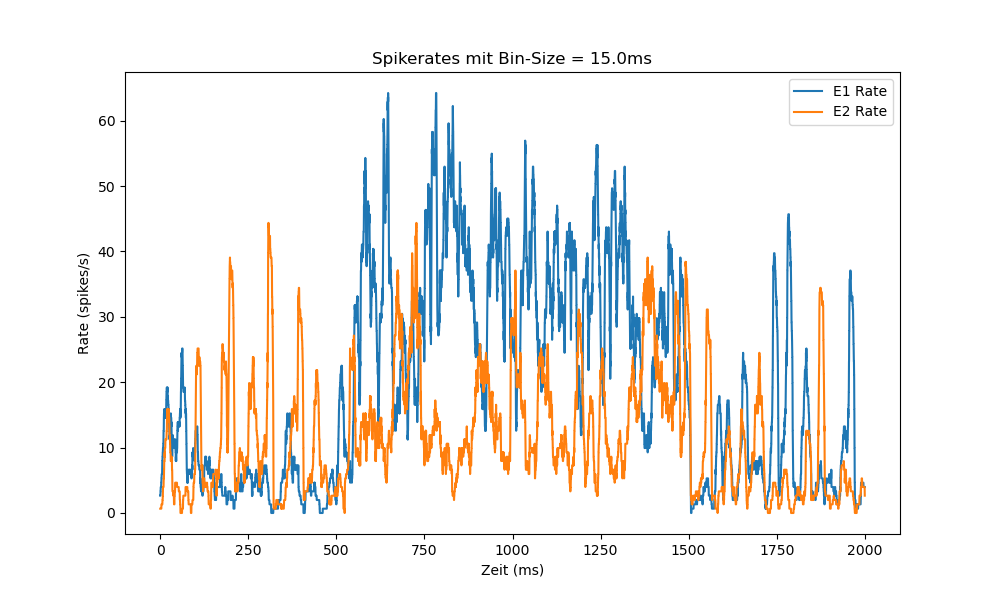 Spikerates mit Bin-Size = 15.0ms
E1 Rate
E2 Rate
Rate (spikes/s)
60
50
40
30
20
10
0
0 250 500 750 1000 1250 1500 1750 2000
Zeit (ms)